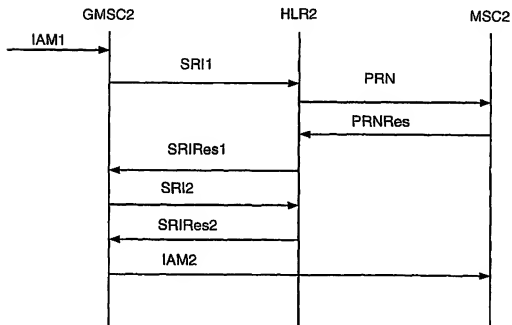 GMSC2 HLR2 MSC2
IAM1
SRI1
PRN
PRNRes
SRIRes1
SRI2
SRIRes2
IAM2